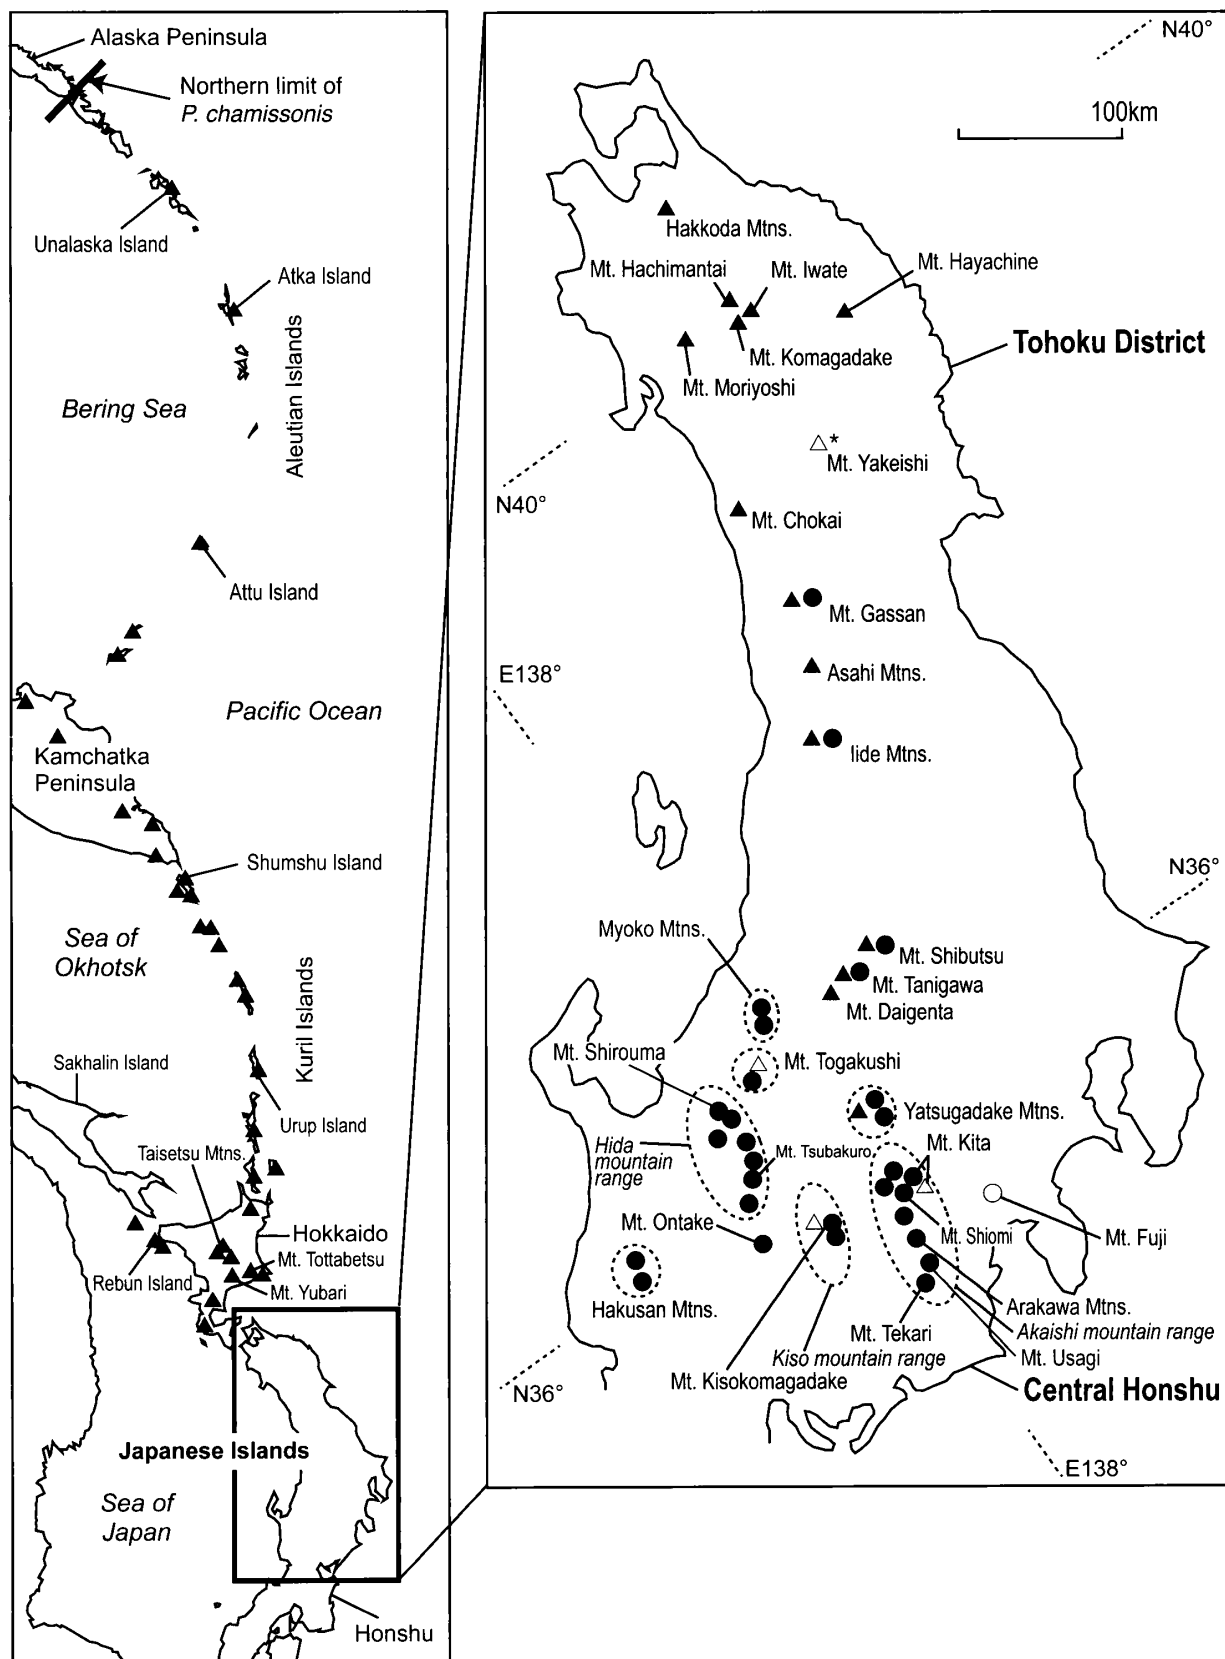 Alaska Peninsula
Northern limit of
P. chamissonis
Unalaska Island
Atka Island
Aleutian Islands
Bering Sea
Attu Island
Pacific Ocean
Kamchatka
Peninsula
Shumshu Island
Sea of
Okhotsk
Kuril Islands
Sakhalin Island
Urup Island
Taisetsu Mtns.
Hokkaido
Mt. Tottabetsu
Rebun Island
Mt. Yubari
Japanese Islands
Sea of
Japan
Honshu
N40°
100km
Hakkoda Mtns.
Mt. Hachimantai
Mt. Iwate
Mt. Hayachine
Tohoku District
Mt. Komagadake
Mt. Moriyoshi
*
Mt. Yakeishi
N40°
Mt. Chokai
Mt. Gassan
E138°
Asahi Mtns.
Iide Mtns.
N36°
Myoko Mtns.
Mt. Shibutsu
Mt. Tanigawa
Mt. Daigenta
Mt. Shirouma
Mt. Togakushi
Yatsugadake Mtns.
Hida
mountain
range
Mt. Tsubakuro
Mt. Kita
Mt. Ontake
Mt. Shiomi
Mt. Fuji
Hakusan Mtns.
Arakawa Mtns.
Mt. Tekari
Akaishi mountain range
Kiso mountain range
Mt. Usagi
Mt. Kisokomagadake
N36°
Central Honshu
E138°